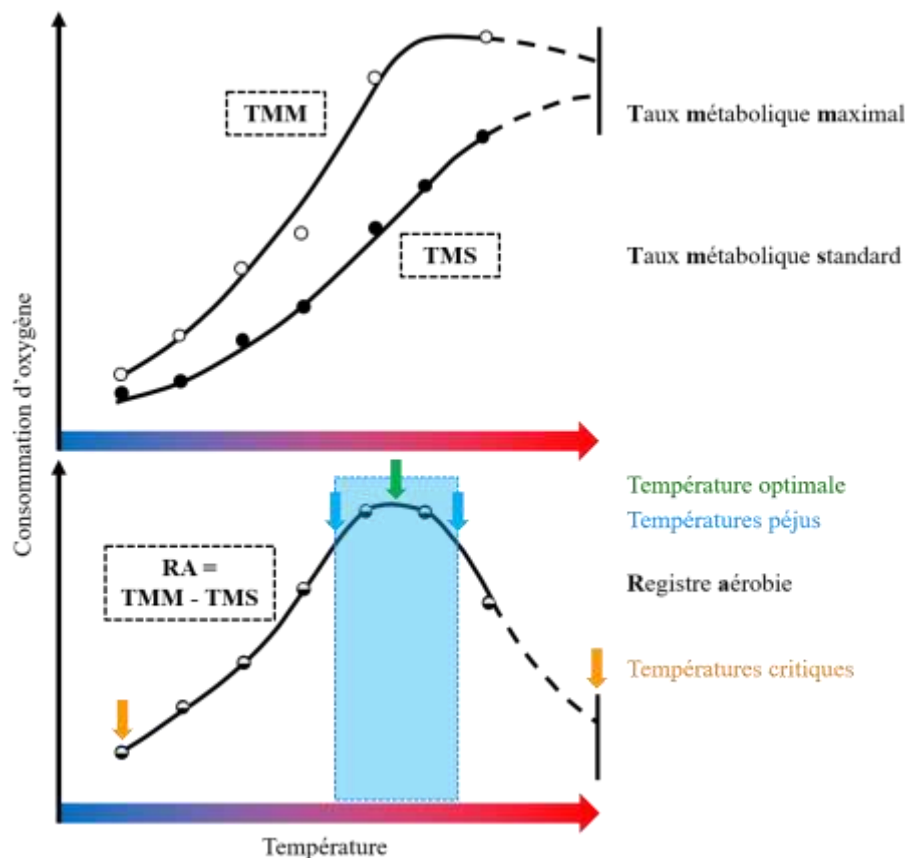 TMM
Taux métabolique maximal
TMS
Taux métabolique standard
Consommation d'oxygène
Température optimale
Températures péjus
RA =
TMM - TMS
Registre aérobie
Températures critiques
Température